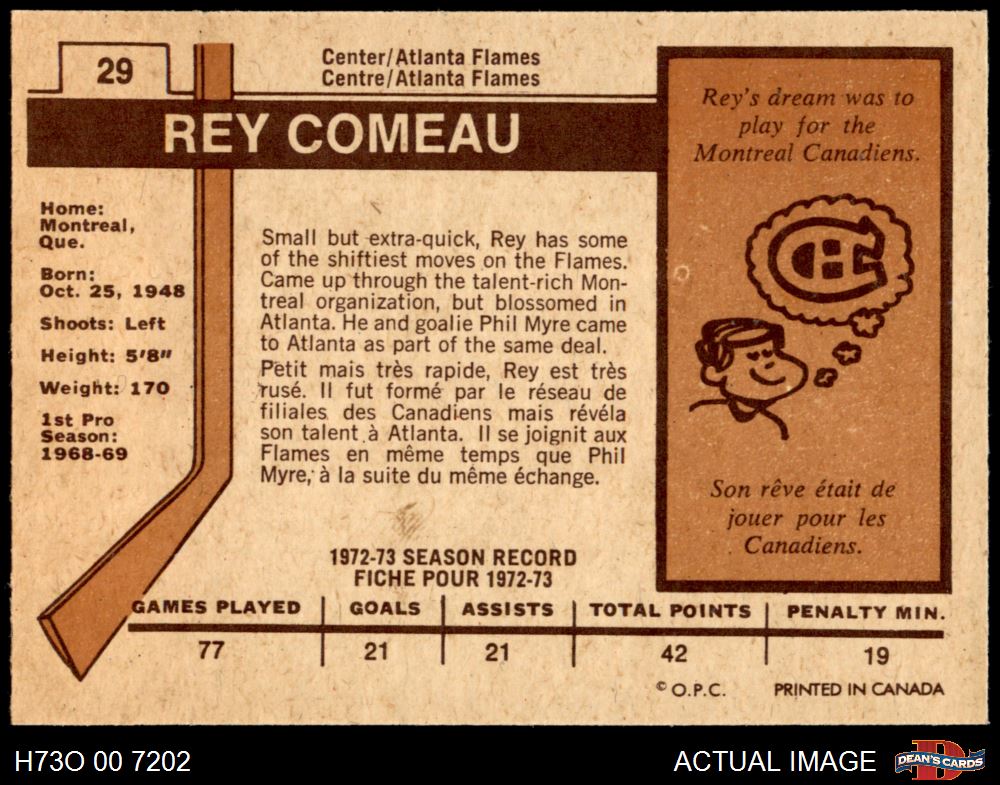 29
Center/Atlanta Flames
Centre/Atlanta Flames
REY COMEAU
Home:
Montreal,
Que.
Born:
Oct. 25, 1948
Shoots: Left
Height: 5'8"
Weight: 170
1st Pro
Season:
1968-69
Small but extra-quick, Rey has some
of the shiftiest moves on the Flames.
Came up through the talent-rich Mon-
treal organization, but blossomed in
Atlanta. He and goalie Phil Myre came
to Atlanta as part of the same deal.
Petit mais très rapide, Rey est très
rusé. Il fut formé par le réseau de
filiales des Canadiens mais révéla
son talent à Atlanta. Il se joignit aux
Flames en même temps que Phil
Myre, à la suite du même échange.
Rey's dream was to
play for the
Montreal Canadiens.
CH
Son rêve était de
jouer pour les
Canadiens.
1972-73 SEASON RECORD
FICHE POUR 1972-73
GAMES PLAYED GOALS ASSISTS TOTAL POINTS PENALTY MIN.
77 21 21 42 19
© O.P.C. PRINTED IN CANADA
H73O 00 7202 ACTUAL IMAGE DEAN'S CARDS